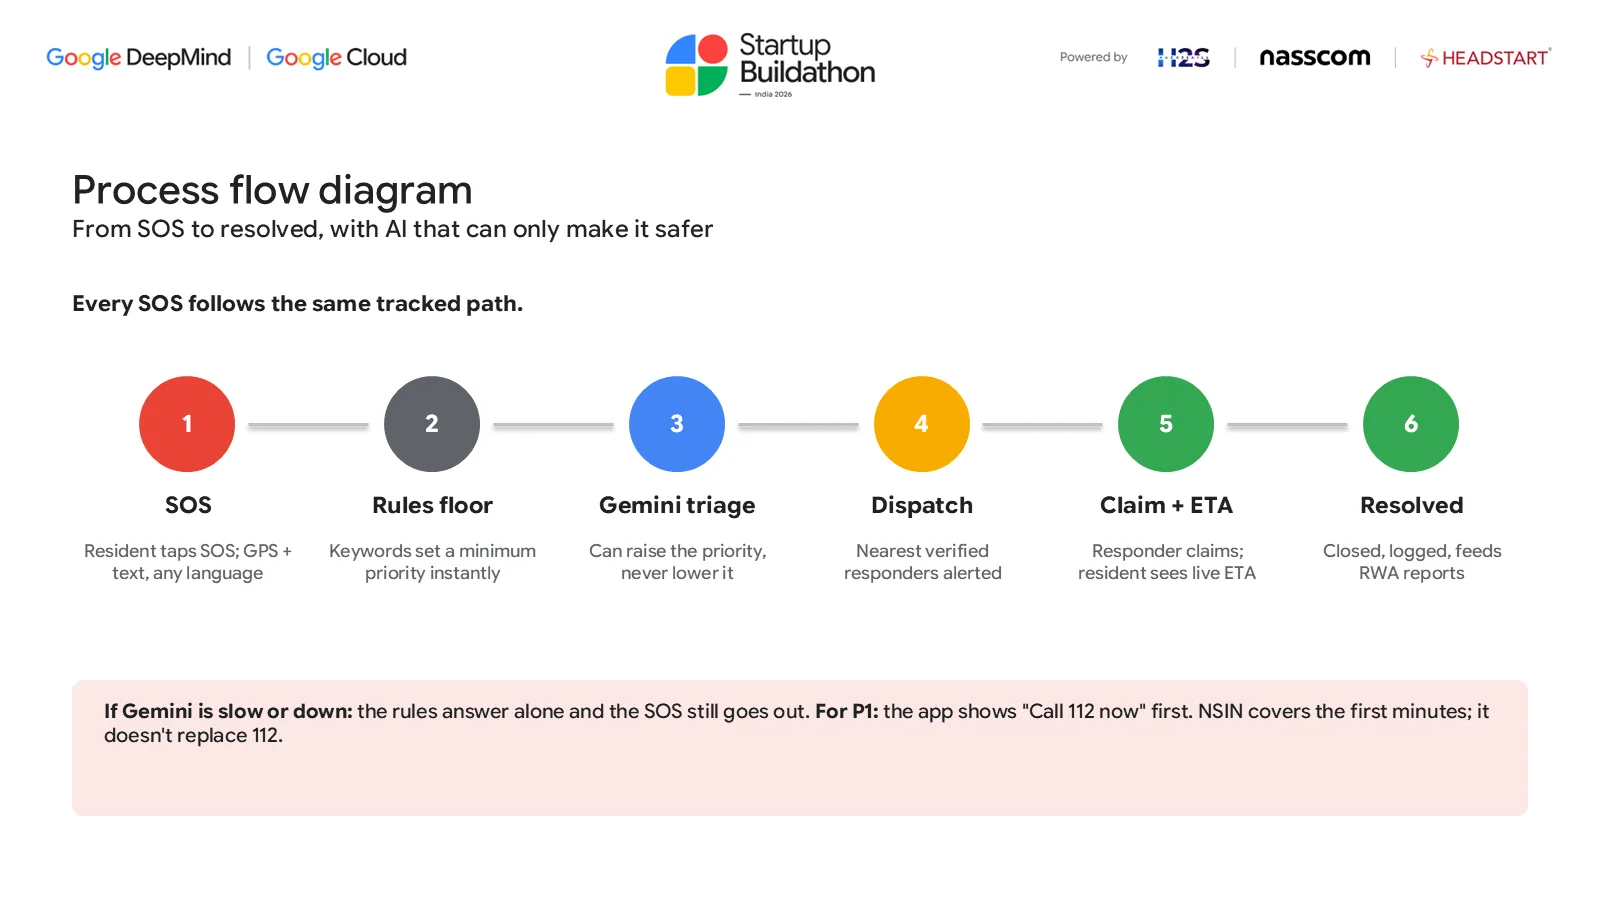 Google DeepMind | Google Cloud
Startup
Buildathon
India 2026
Powered by
H2S
nasscom
HEADSTART
Process flow diagram
From SOS to resolved, with AI that can only make it safer
Every SOS follows the same tracked path.
1 2 3 4 5 6
SOS Rules floor Gemini triage Dispatch Claim + ETA Resolved
Resident taps SOS; GPS + Keywords set a minimum Can raise the priority, Nearest verified Responder claims; Closed, logged, feeds
text, any language priority instantly never lower it responders alerted resident sees live ETA RWA reports
If Gemini is slow or down: the rules answer alone and the SOS still goes out. For P1: the app shows "Call 112 now" first. NSIN covers the first minutes; it
doesn't replace 112.